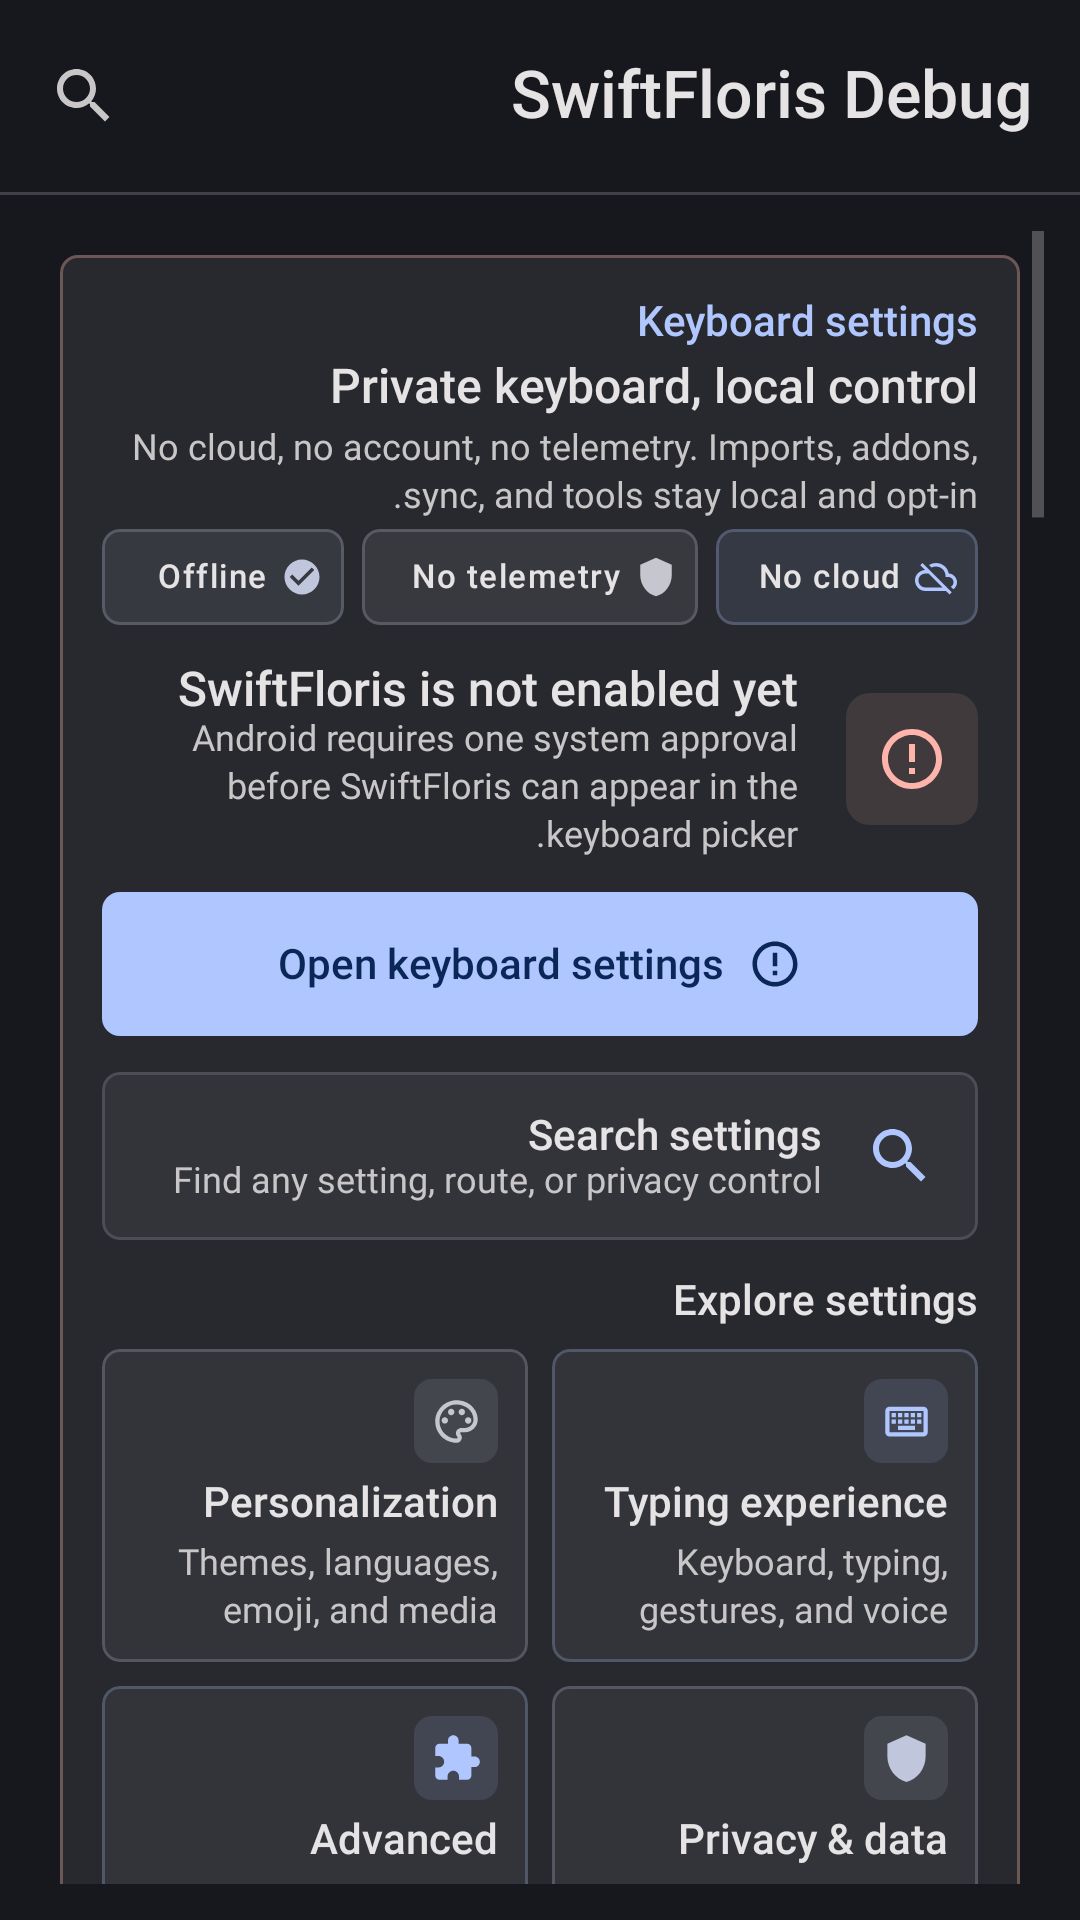 SwiftFloris Debug
Keyboard settings
Private keyboard, local control
No cloud, no account, no telemetry. Imports, addons,
.sync, and tools stay local and opt-in
No cloud
No telemetry
Offline
SwiftFloris is not enabled yet
Android requires one system approval
before SwiftFloris can appear in the
.keyboard picker
Open keyboard settings
Search settings
Find any setting, route, or privacy control
Explore settings
Typing experience
Keyboard, typing,
gestures, and voice
Personalization
Themes, languages,
emoji, and media
Privacy & data
Advanced